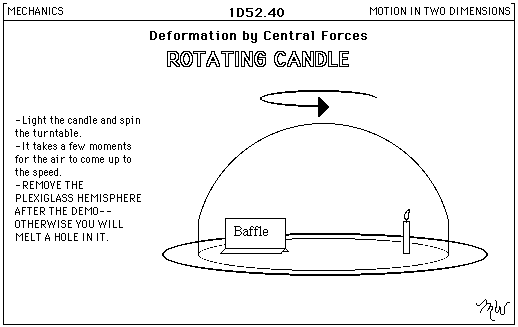 MECHANICS
1D52.40
MOTION IN TWO DIMENSIONS
Deformation by Central Forces
ROTATING CANDLE
-Light the candle and spin
the turntable.
-It takes a few moments
for the air to come up to
the speed.
-REMOVE THE
PLEXIGLASS HEMISPHERE
AFTER THE DEMO--
OTHERWISE YOU WILL
MELT A HOLE IN IT.
Baffle